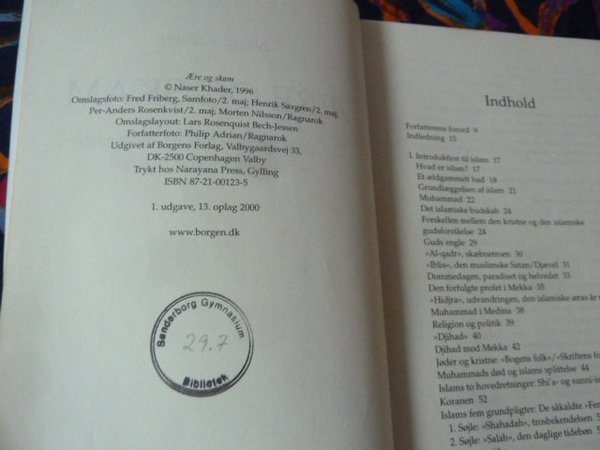 Ære og skam
© Naser Khader, 1996
Omslagsfoto: Fred Friberg, Samfoto/2. maj; Henrik Saxgren/2. maj;
Per-Anders Rosenkvist/2. maj; Morten Nilsson/Ragnarok
Omslagslayout: Lars Rosenquist Bech-Jessen
Forfatterfoto: Philip Adrian/Ragnarok
Udgivet af Borgens Forlag, Valbygaardsvej 33,
DK-2500 Copenhagen Valby
Trykt hos Narayana Press, Gylling
ISBN 87-21-00123-5
1. udgave, 13. oplag 2000
www.borgen.dk
Sønderborg Gymnasium
29.7
Bibliotek
Indhold
Forfatterens forord 9
Indledning 15
I. Introduktion til islam 17
Hvad er islam? 17
Et ældgammelt had 18
Grundlæggelsen af islam 21
Muhammad 22
Det islamiske budskab 24
Forskellen mellem den kristne og den islamiske
gudsforståelse 24
Guds engle 29
»Al-qadr«, skæbnetroen 30
»Iblis«, den muslimske Satan/Djævel 31
Dommedagen, paradiset og helvedet 33
Den forfulgte profet i Mekka 35
»Hidjra«, udvandringen, den islamiske æras år n
Muhammad i Medina 38
Religion og politik 39
»Djihad« 40
Djihad mod Mekka 42
Jøder og kristne: »Bogens folk«/»Skriftens fo
Muhammads død og islams splittelse 44
Islams to hovedretninger: Shi'a- og sunni-is
Koranen 52
Islams fem grundpligter: De såkaldte »Fe
1. Søjle: »Shahadah«, trosbekendelsen 5
2. Søjle: »Salah«, den daglige tidebøn 5